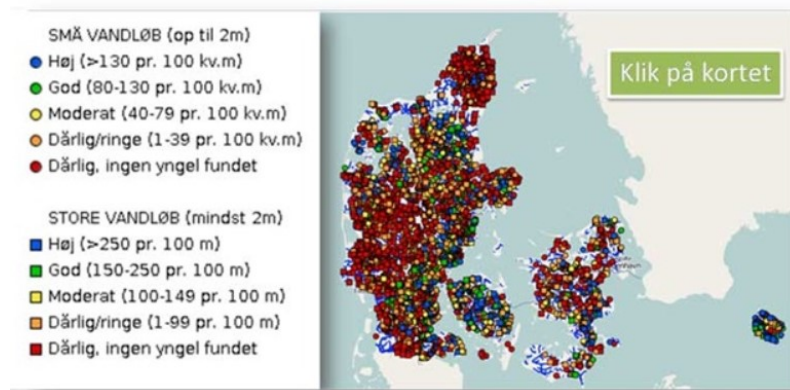 SMÅ VANDLØB (op til 2m)
Høj (>130 pr. 100 kv.m)
God (80-130 pr. 100 kv.m)
Moderat (40-79 pr. 100 kv.m)
Dårlig/ringe (1-39 pr. 100 kv.m)
Dårlig, ingen yngel fundet
STORE VANDLØB (mindst 2m)
Høj (>250 pr. 100 m)
God (150-250 pr. 100 m)
Moderat (100-149 pr. 100 m)
Dårlig/ringe (1-99 pr. 100 m)
Dårlig, ingen yngel fundet
Klik på kortet